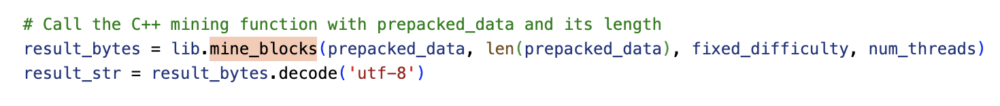 # Call the C++ mining function with prepacked_data and its length
result_bytes = lib.mine_blocks(prepacked_data, len(prepacked_data), fixed_difficulty, num_threads)
result_str = result_bytes.decode('utf-8')